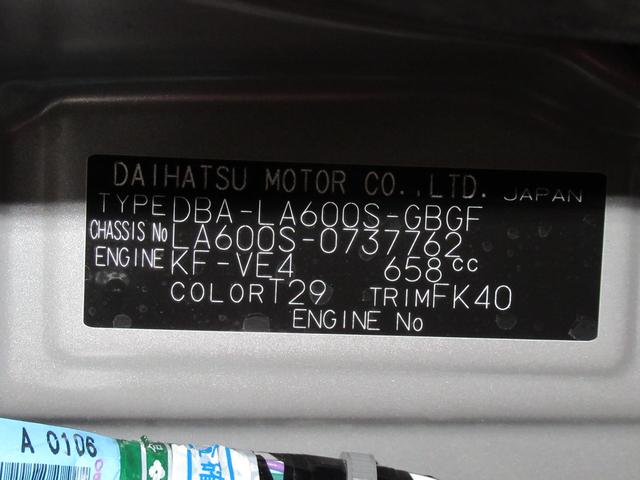 DAIHATSU MOTOR CO.,LTD. JAPAN
TYPE DBA-LA600S-GBGF
CHASSIS No LA600S-0737762
ENGINE KF-VE4 658cc
COLOR T29 TRIM FK40
ENGINE No
A 0106